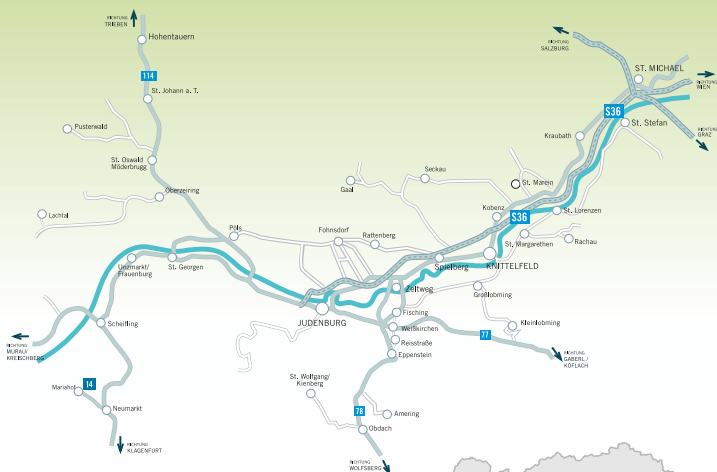 RICHTUNG
TRIEBEN
Hohentauern
RICHTUNG
SALZBURG
ST. MICHAEL
RICHTUNG
WIEN
114
St. Johann a. T.
S36
St. Stefan
RICHTUNG
GRAZ
Pusterwald
Kraubath
St. Oswald
Möderbrugg
Seckau
Gaal
St. Marein
Oberzeiring
Lachtal
Kobenz
S36
St. Lorenzen
Pöls
Fohnsdorf
Rattenberg
St. Margarethen
Rachau
Unzmarkt/
Frauenburg
St. Georgen
Spielberg
KNITTELFELD
Zeltweg
Großlobming
JUDENBURG
Fisching
Scheifling
Weißkirchen
Kleinlobming
77
Reisstraße
RICHTUNG
MURAU/
KREISCHBERG
Eppenstein
RICHTUNG
GABERL /
KÖFLACH
St. Wolfgang/
Kienberg
Mariahof
14
Neumarkt
78
Amering
Obdach
RICHTUNG
KLAGENFURT
RICHTUNG
WOLFSBERG